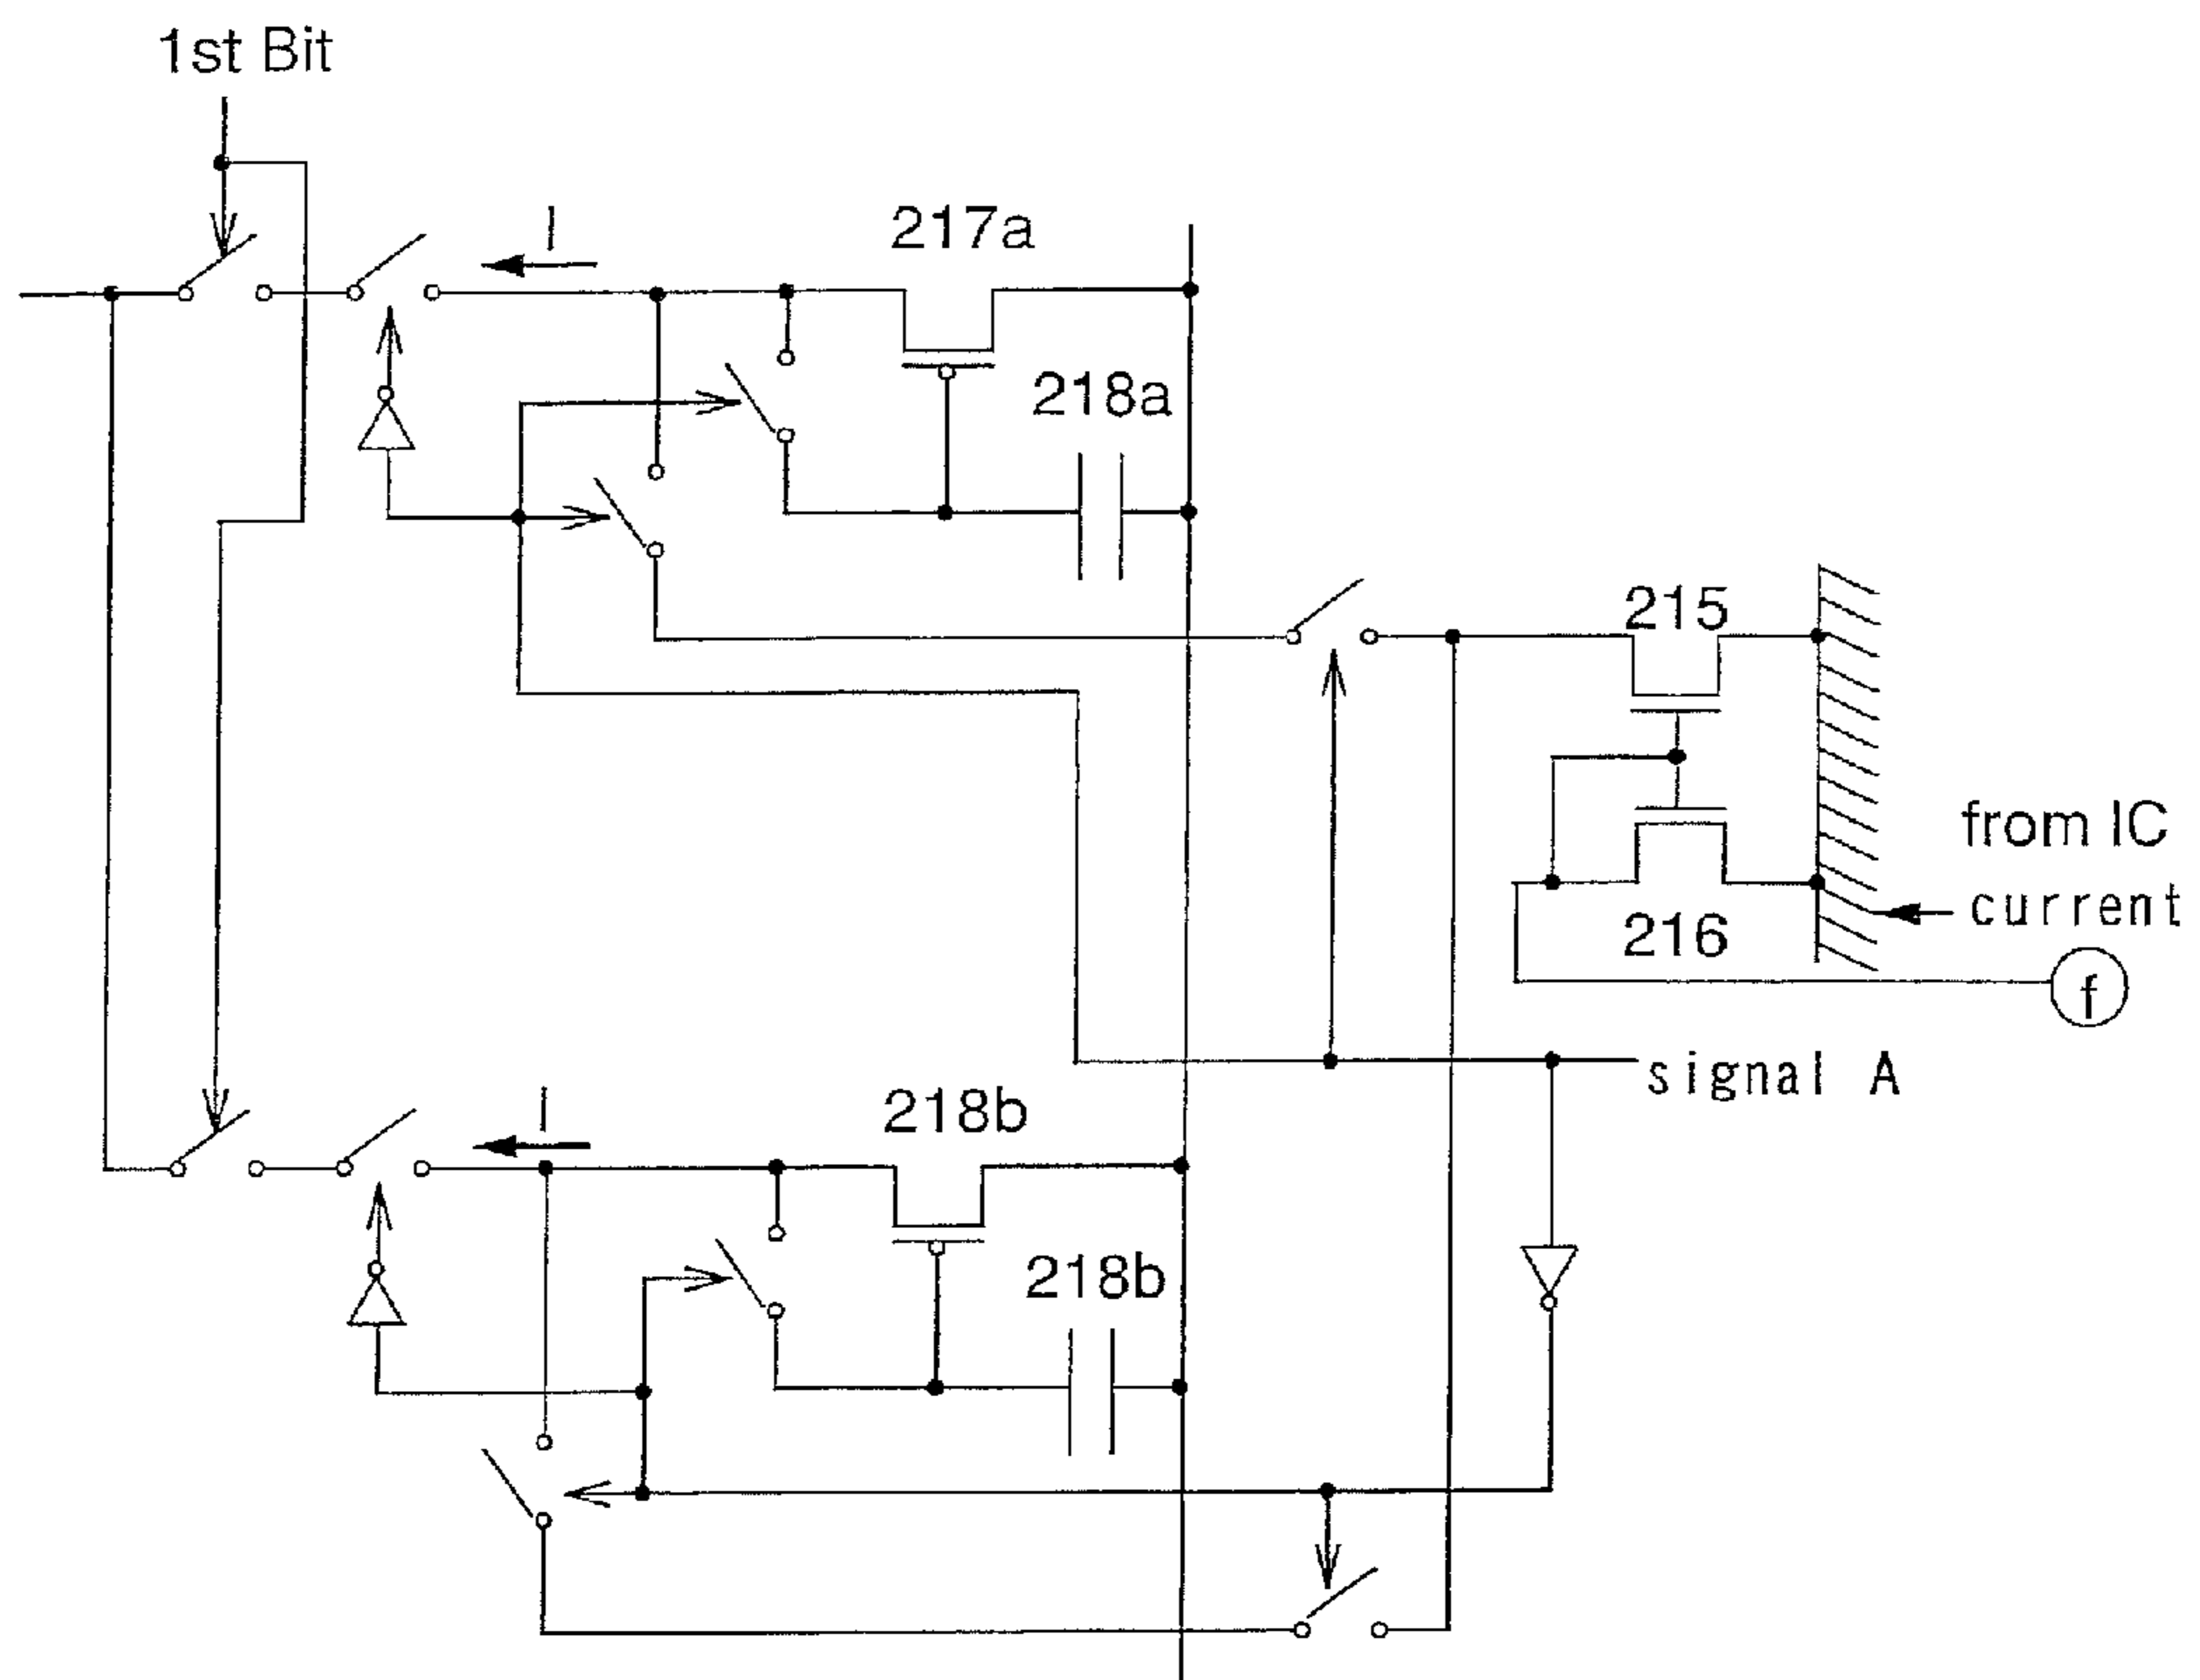 1st Bit
I
217a
218a
215
from IC
current
216
f
signal A
I
218b
218b